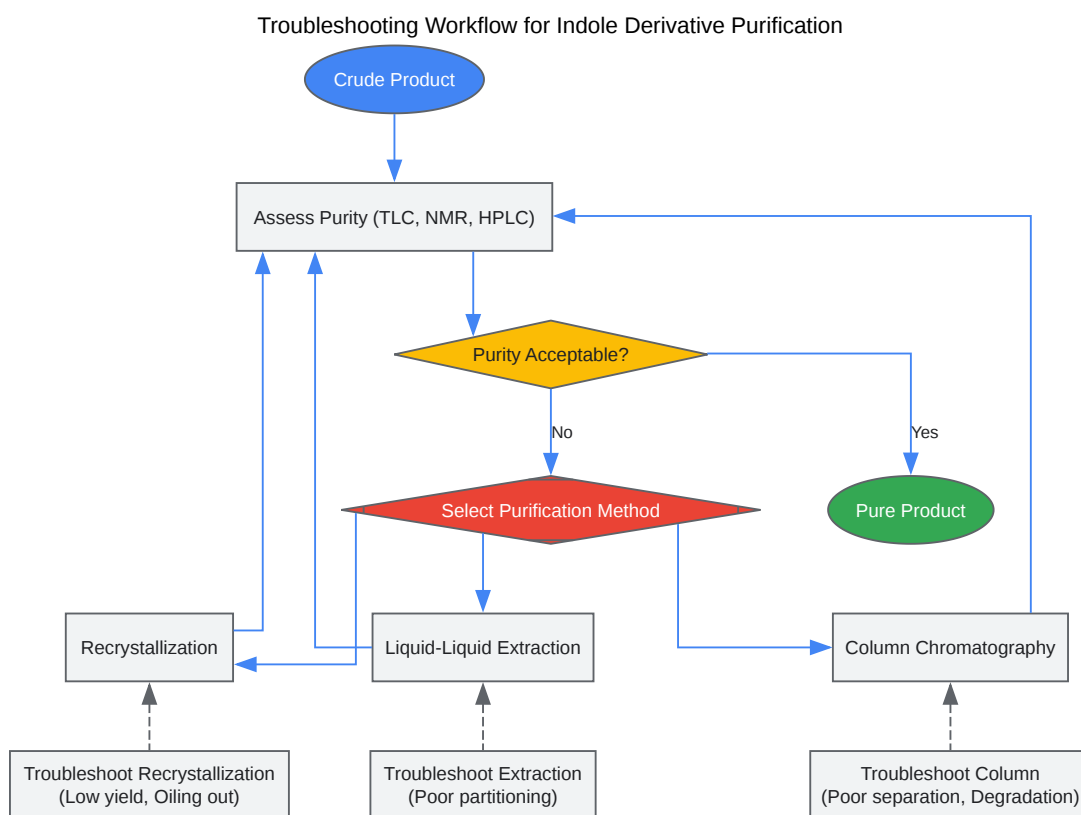 Troubleshooting Workflow for Indole Derivative Purification
Crude Product
Assess Purity (TLC, NMR, HPLC)
Purity Acceptable?
No
Yes
Select Purification Method
Pure Product
Recrystallization
Liquid-Liquid Extraction
Column Chromatography
Troubleshoot Recrystallization
(Low yield, Oiling out)
Troubleshoot Extraction
(Poor partitioning)
Troubleshoot Column
(Poor separation, Degradation)